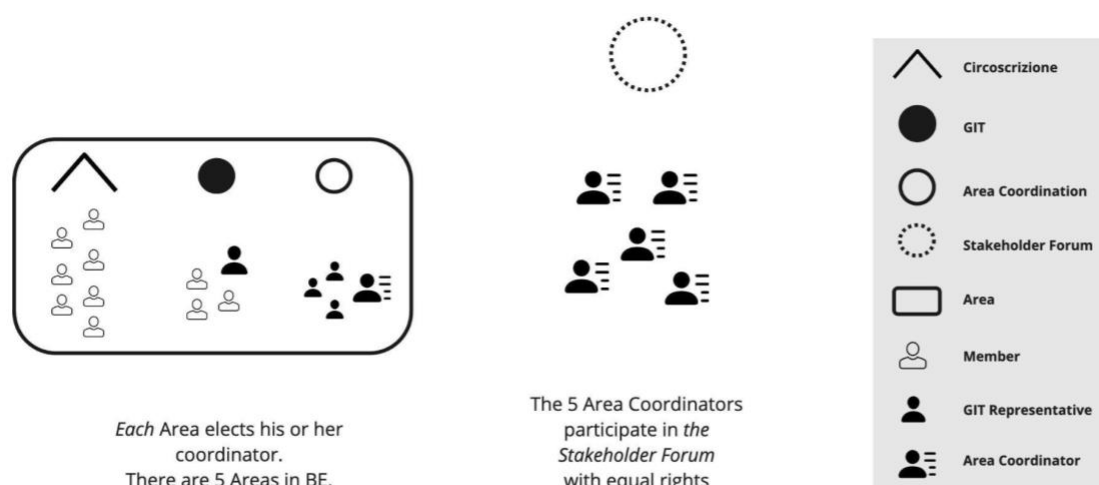 Each Area elects his or her
coordinator.
There are 5 Areas in BE.
The 5 Area Coordinators
participate in the
Stakeholder Forum
with equal rights
Circoscrizione
GIT
Area Coordination
Stakeholder Forum
Area
Member
GIT Representative
Area Coordinator